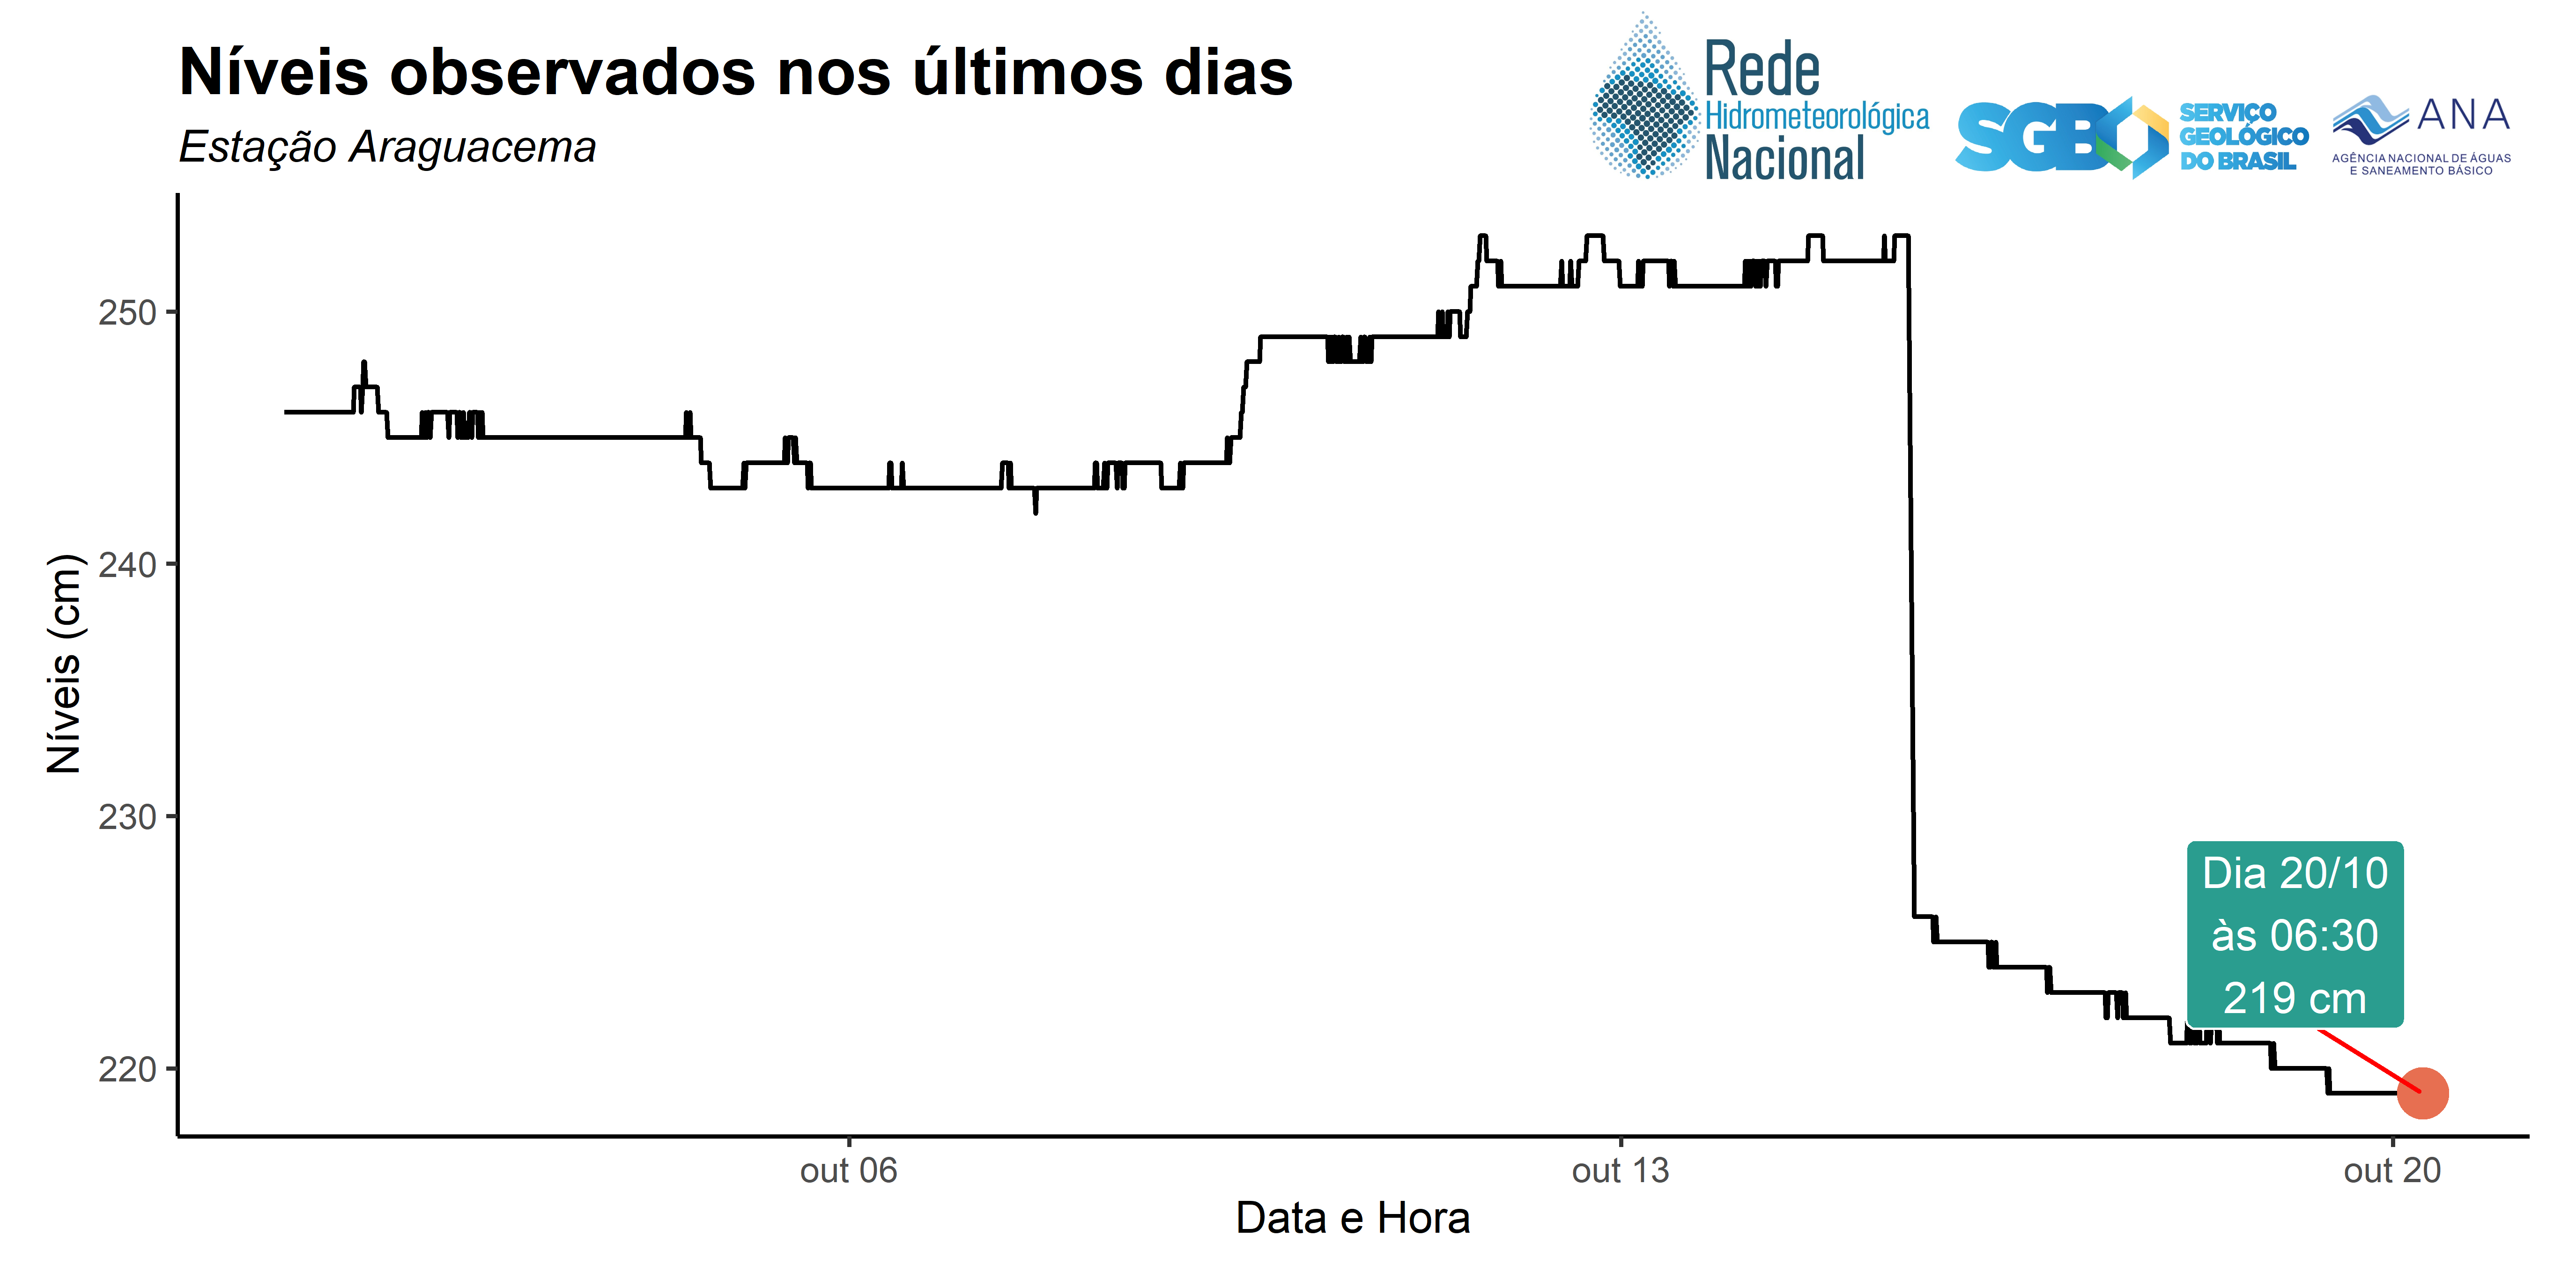 Níveis observados nos últimos dias
Estação Araguacema
Rede
Hidrometeorológica
Nacional
SGB
SERVIÇO
GEOLÓGICO
DO BRASIL
ANA
AGÊNCIA NACIONAL DE ÁGUAS
E SANEAMENTO BÁSICO
Níveis (cm)
250
240
230
220
Dia 20/10
às 06:30
219 cm
out 06
out 13
out 20
Data e Hora